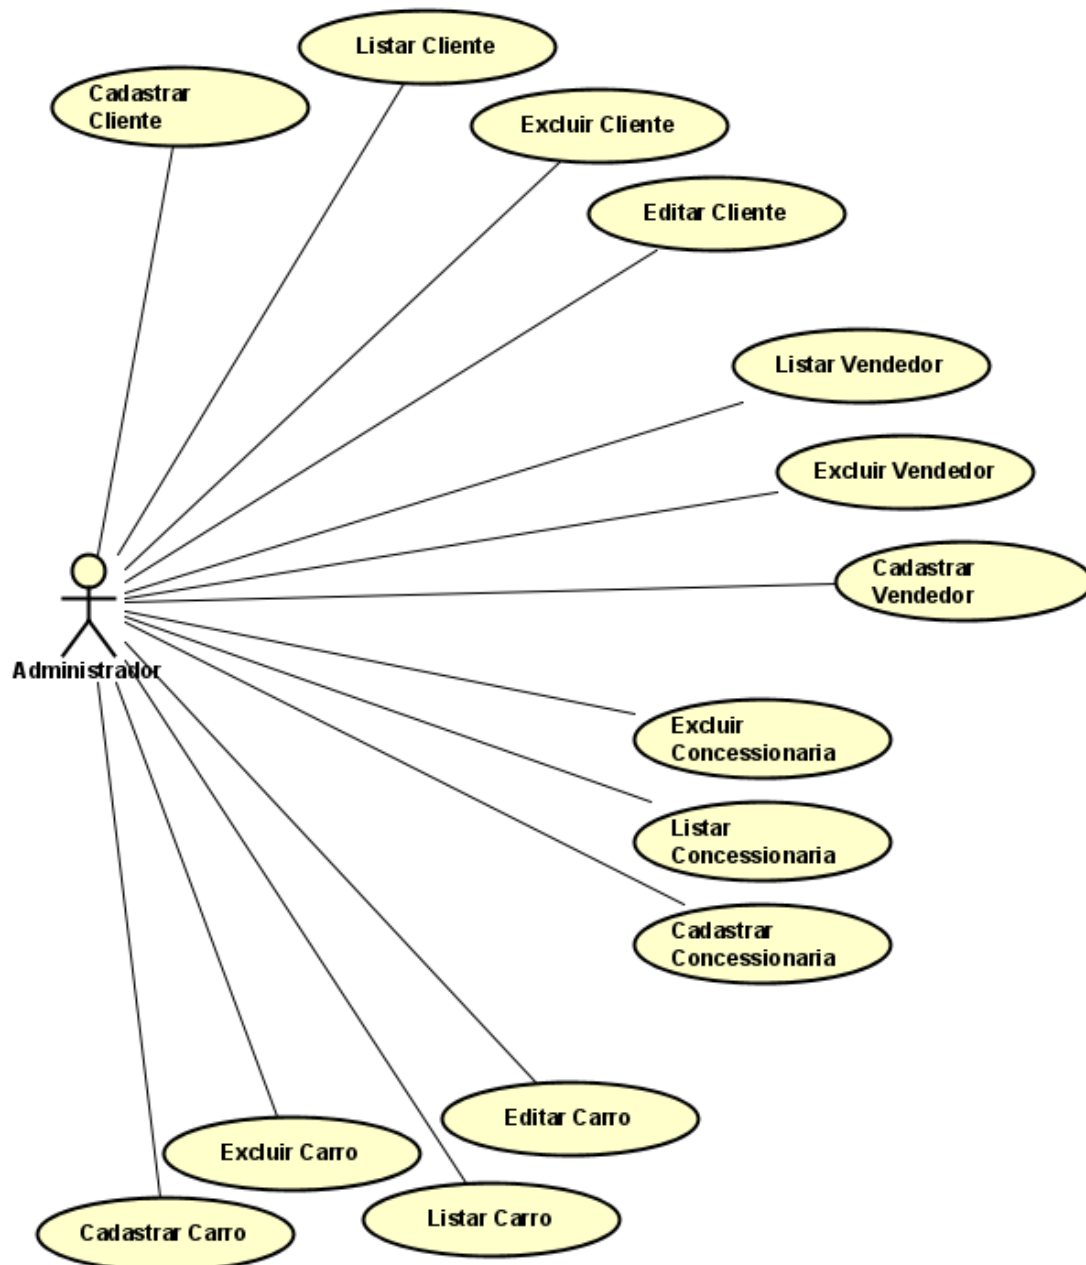 Listar Cliente
Cadastrar
Cliente
Excluir Cliente
Editar Cliente
Listar Vendedor
Excluir Vendedor
Cadastrar
Vendedor
Administrador
Excluir
Concessionaria
Listar
Concessionaria
Cadastrar
Concessionaria
Editar Carro
Excluir Carro
Listar Carro
Cadastrar Carro